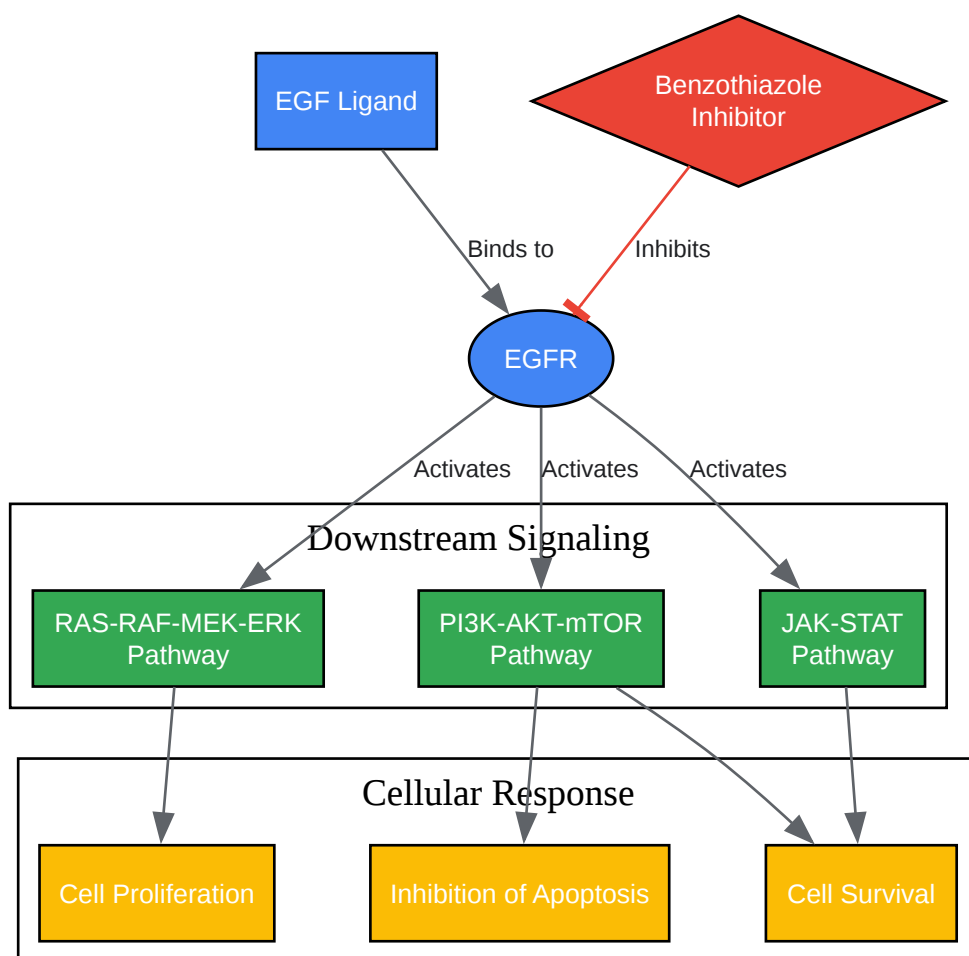 EGF Ligand
Benzothiazole
Inhibitor
Binds to
Inhibits
EGFR
Activates
Activates
Activates
Downstream Signaling
RAS-RAF-MEK-ERK
Pathway
PI3K-AKT-mTOR
Pathway
JAK-STAT
Pathway
Cellular Response
Cell Proliferation
Inhibition of Apoptosis
Cell Survival